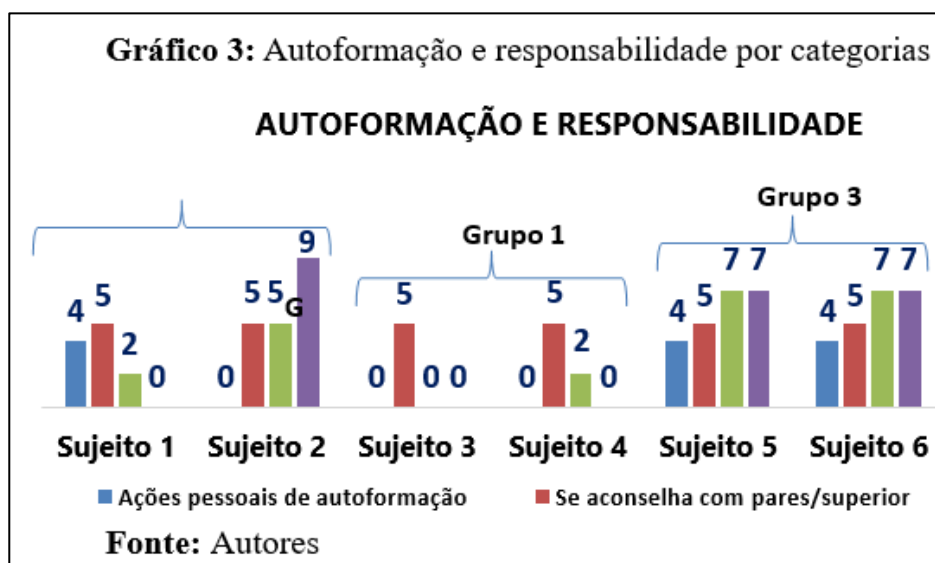 Gráfico 3: Autoformação e responsabilidade por categorias
AUTOFORMAÇÃO E RESPONSABILIDADE
Grupo 1
Grupo 3
4 5 2 0
0 5 5 9
G
0 5 0 0
0 5 2 0
4 5 7 7
4 5 7 7
Sujeito 1 Sujeito 2 Sujeito 3 Sujeito 4 Sujeito 5 Sujeito 6
Ações pessoais de autoformação Se aconselha com pares/superior
Fonte: Autores